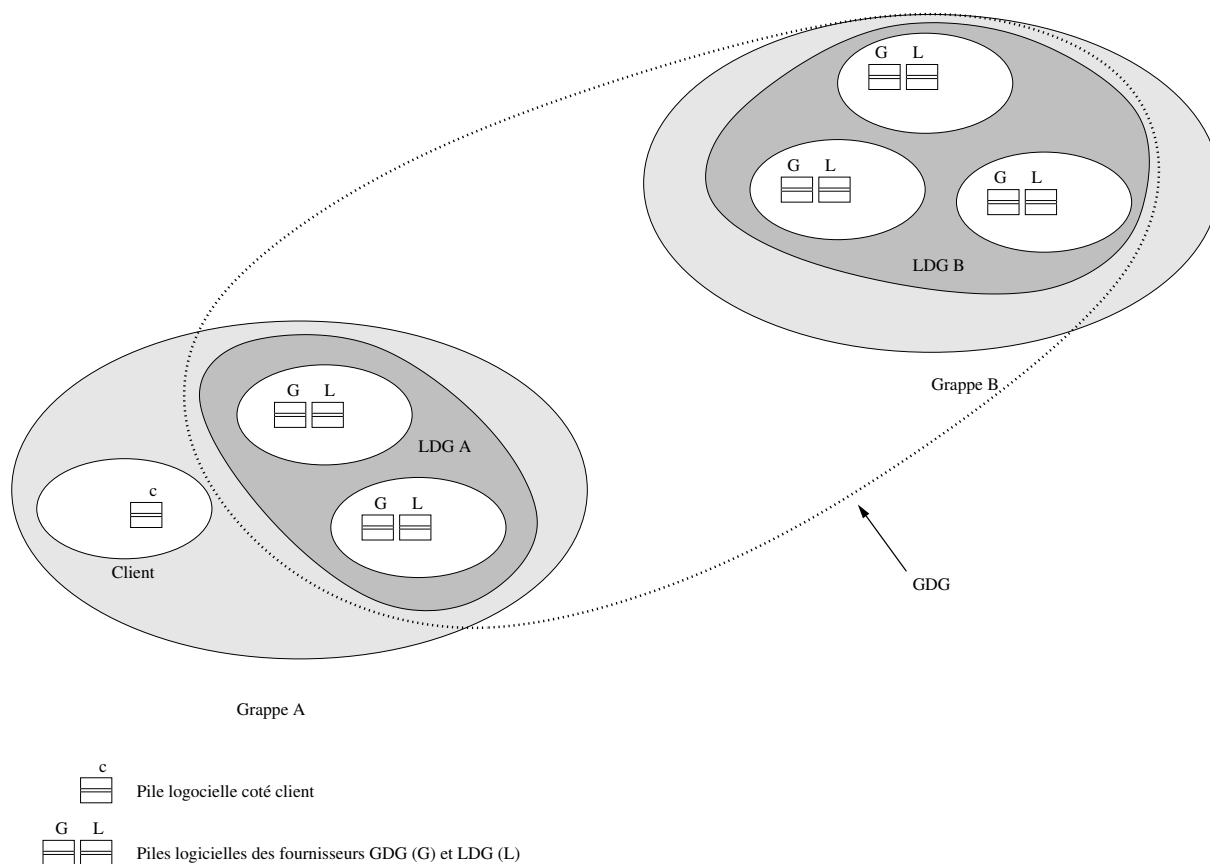 G L
G L
G L
LDG B
Grappe B
G L
LDG A
c
G L
Client
GDG
Grappe A
c
Pile logocielle coté client
G L
Piles logicielles des fournisseurs GDG (G) et LDG (L)